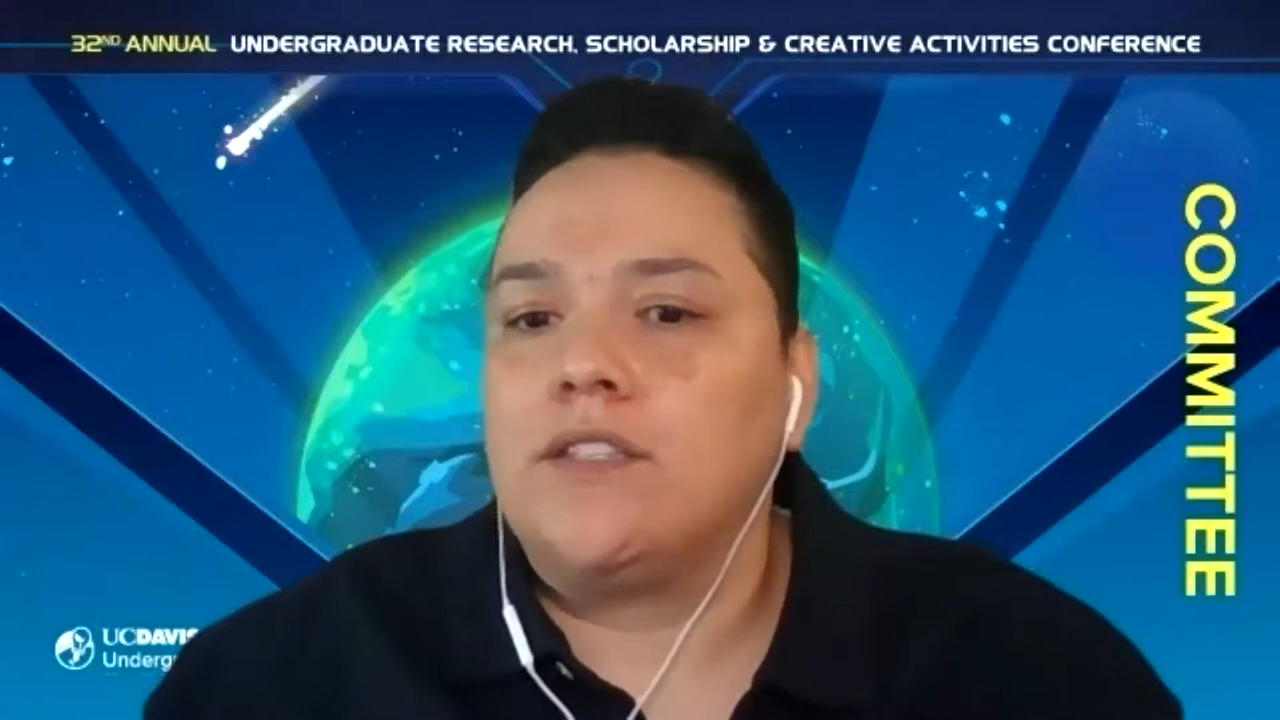 32ND ANNUAL UNDERGRADUATE RESEARCH, SCHOLARSHIP & CREATIVE ACTIVITIES CONFERENCE
COMMITTEE
UCDAVIS